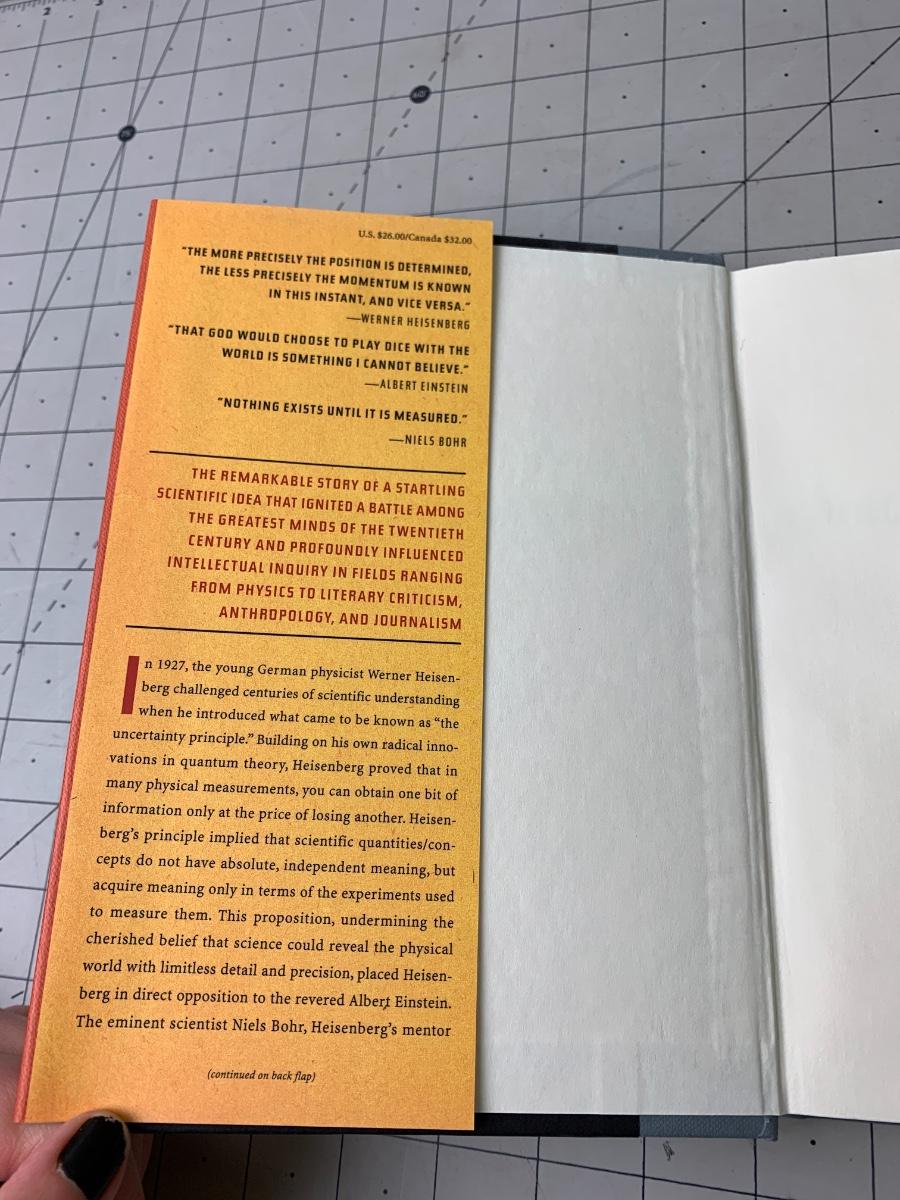 2
3
60°
U.S. $26.00/Canada $32.00
"THE MORE PRECISELY THE POSITION IS DETERMINED,
THE LESS PRECISELY THE MOMENTUM IS KNOWN
IN THIS INSTANT, AND VICE VERSA."
—WERNER HEISENBERG
"THAT GOD WOULD CHOOSE TO PLAY DICE WITH THE
WORLD IS SOMETHING I CANNOT BELIEVE."
—ALBERT EINSTEIN
"NOTHING EXISTS UNTIL IT IS MEASURED."
—NIELS BOHR
THE REMARKABLE STORY OF A STARTLING
SCIENTIFIC IDEA THAT IGNITED A BATTLE AMONG
THE GREATEST MINDS OF THE TWENTIETH
CENTURY AND PROFOUNDLY INFLUENCED
INTELLECTUAL INQUIRY IN FIELDS RANGING
FROM PHYSICS TO LITERARY CRITICISM,
ANTHROPOLOGY, AND JOURNALISM
In 1927, the young German physicist Werner Heisen-
berg challenged centuries of scientific understanding
when he introduced what came to be known as "the
uncertainty principle." Building on his own radical inno-
vations in quantum theory, Heisenberg proved that in
many physical measurements, you can obtain one bit of
information only at the price of losing another. Heisen-
berg's principle implied that scientific quantities/con-
cepts do not have absolute, independent meaning, but
acquire meaning only in terms of the experiments used
to measure them. This proposition, undermining the
cherished belief that science could reveal the physical
world with limitless detail and precision, placed Heisen-
berg in direct opposition to the revered Albert Einstein.
The eminent scientist Niels Bohr, Heisenberg's mentor
(continued on back flap)